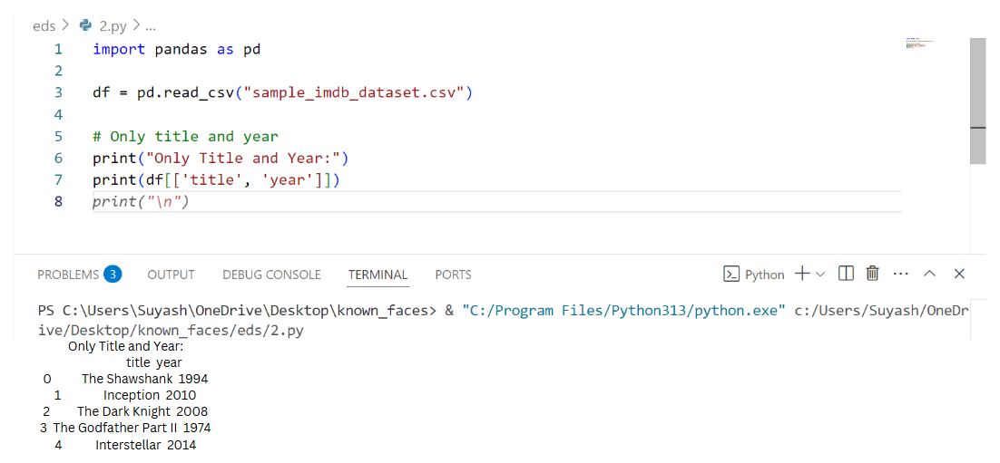 eds > 2.py > ...
1 import pandas as pd
2
3 df = pd.read_csv("sample_imdb_dataset.csv")
4
5 # Only title and year
6 print("Only Title and Year:")
7 print(df[['title', 'year']])
8 print("\n")
PROBLEMS 3 OUTPUT DEBUG CONSOLE TERMINAL PORTS Python
PS C:\Users\Suyash\OneDrive\Desktop\known_faces> & "C:/Program Files/Python313/python.exe" c:/Users/Suyash/OneDr
ive/Desktop/known_faces/eds/2.py
Only Title and Year:
title year
0 The Shawshank 1994
1 Inception 2010
2 The Dark Knight 2008
3 The Godfather Part II 1974
4 Interstellar 2014